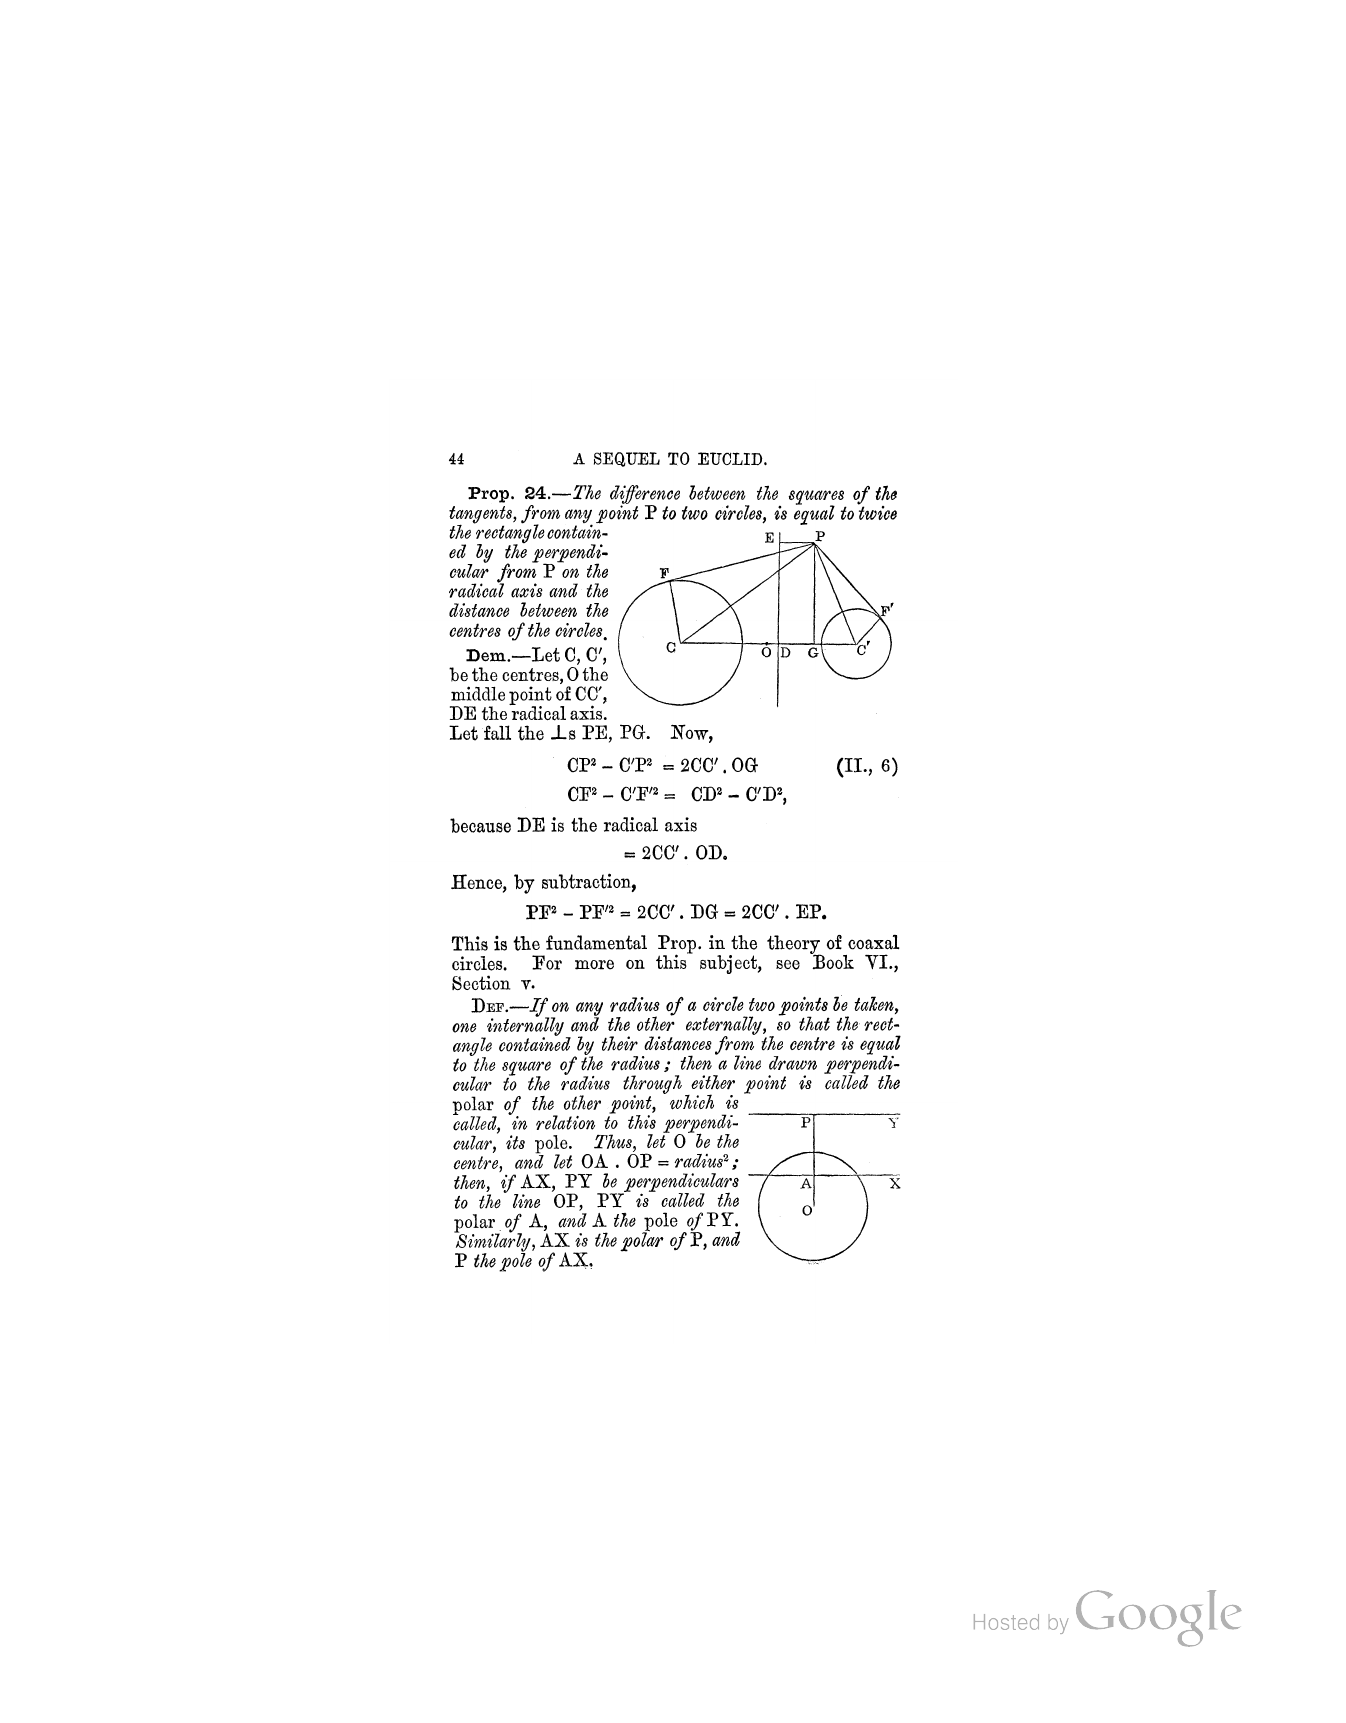 44 A SEQUEL TO EUCLID.
Prop. 24.—The difference between the squares of the
tangents, from any point P to two circles, is equal to twice
the rectangle contain-
ed by the perpendi-
cular from P on the
radical axis and the
distance between the
centres of the circles.
Dem.—Let C, C′,
be the centres, O the
middle point of CC′,
DE the radical axis.
E P
F
F′
C O D G C′
Let fall the ⊥s PE, PG. Now,
CP² – C′P² = 2CC′. OG (II., 6)
CF² – C′F′² = CD² – C′D²,
because DE is the radical axis
= 2CC′. OD.
Hence, by subtraction,
PF² – PF′² = 2CC′. DG = 2CC′. EP.
This is the fundamental Prop. in the theory of coaxal
circles. For more on this subject, see Book VI.,
Section v.
DEF.—If on any radius of a circle two points be taken,
one internally and the other externally, so that the rect-
angle contained by their distances from the centre is equal
to the square of the radius; then a line drawn perpendi-
cular to the radius through either point is called the
polar of the other point, which is
called, in relation to this perpendi-
cular, its pole. Thus, let O be the
centre, and let OA . OP = radius²;
then, if AX, PY be perpendiculars
to the line OP, PY is called the
polar of A, and A the pole of PY.
Similarly, AX is the polar of P, and
P the pole of AX.
P Y
A X
O
Hosted by Google